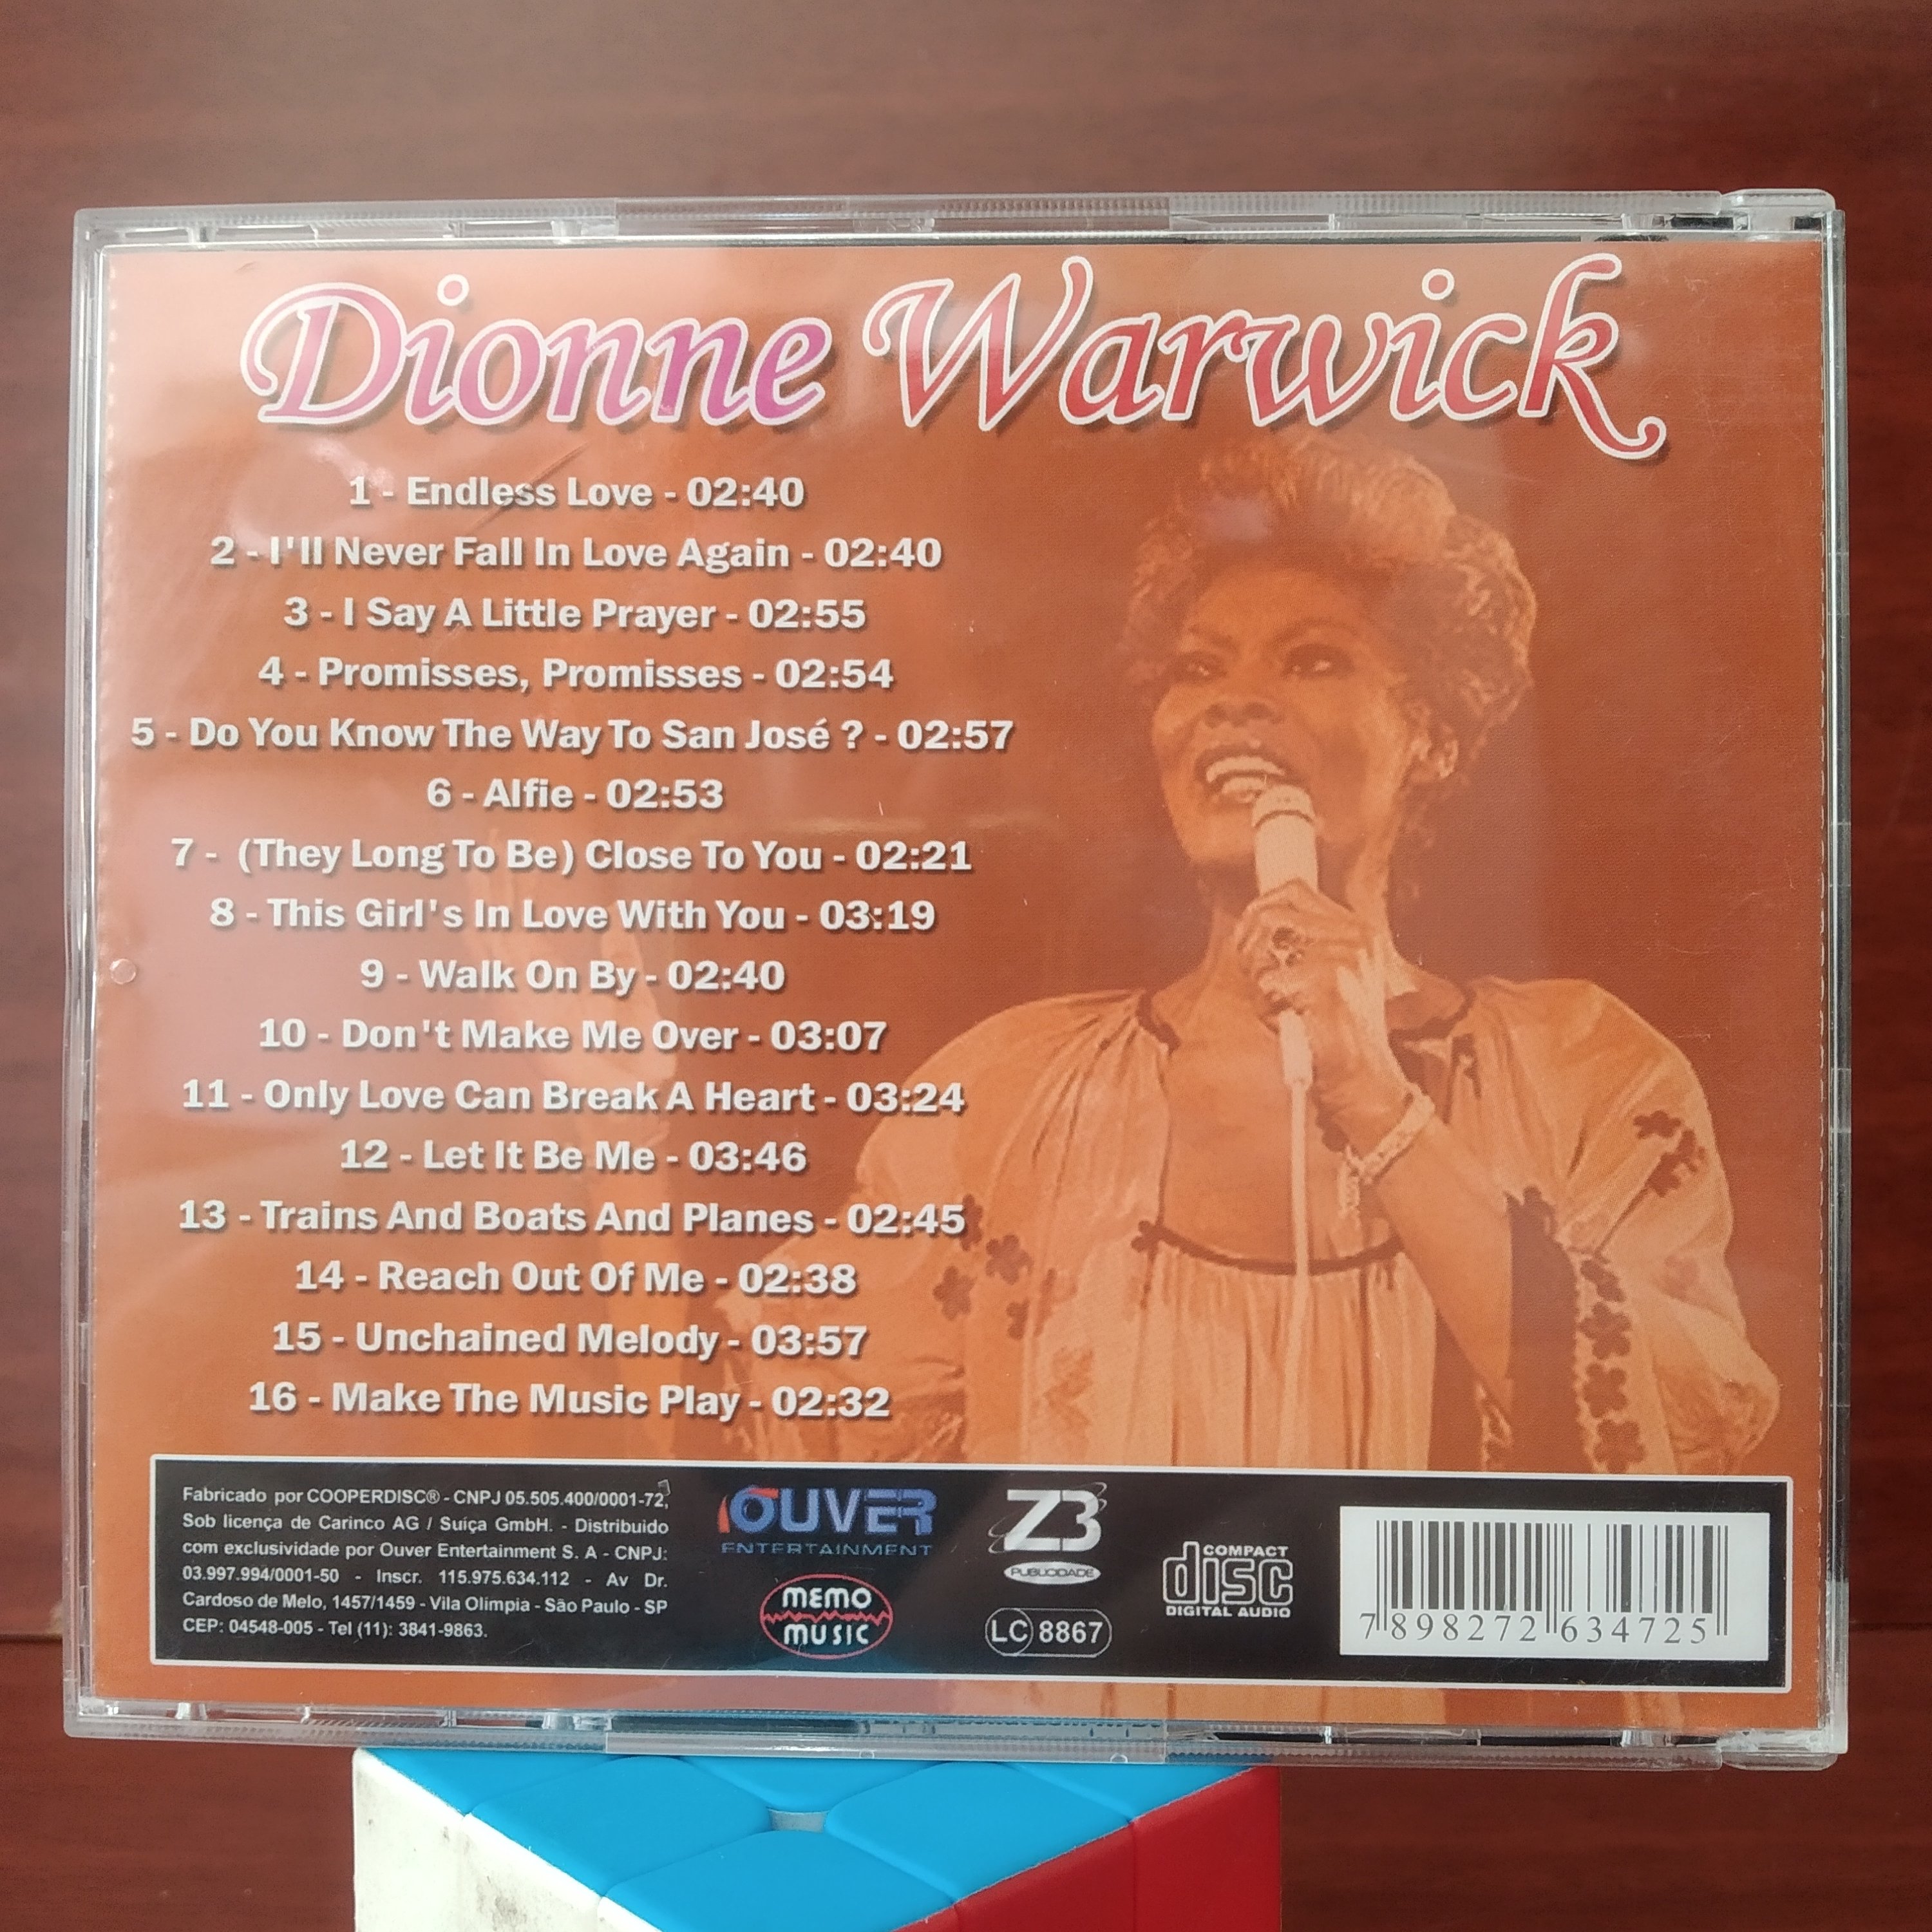 Dionne Warwick
1 - Endless Love - 02:40
2 - I'll Never Fall In Love Again - 02:40
3 - I Say A Little Prayer - 02:55
4 - Promisses, Promisses - 02:54
5 - Do You Know The Way To San José ? - 02:57
6 - Alfie - 02:53
7 - (They Long To Be) Close To You - 02:21
8 - This Girl's In Love With You - 03:19
9 - Walk On By - 02:40
10 - Don't Make Me Over - 03:07
11 - Only Love Can Break A Heart - 03:24
12 - Let It Be Me - 03:46
13 - Trains And Boats And Planes - 02:45
14 - Reach Out Of Me - 02:38
15 - Unchained Melody - 03:57
16 - Make The Music Play - 02:32
Fabricado por COOPERDISC® - CNPJ 05.505.400/0001-72,
Sob licença de Carinco AG / Suíça GmbH. - Distribuido
com exclusividade por Ouver Entertainment S. A - CNPJ:
03.997.994/0001-50 - Inscr. 115.975.634.112 - Av Dr.
Cardoso de Melo, 1457/1459 - Vila Olímpia - São Paulo - SP
CEP: 04548-005 - Tel (11): 3841-9863.
OUVER
ENTERTAINMENT
MEMO
MUSIC
Z3
PUBLICIDADE
LC 8867
COMPACT
disc
DIGITAL AUDIO
7 898272 634725